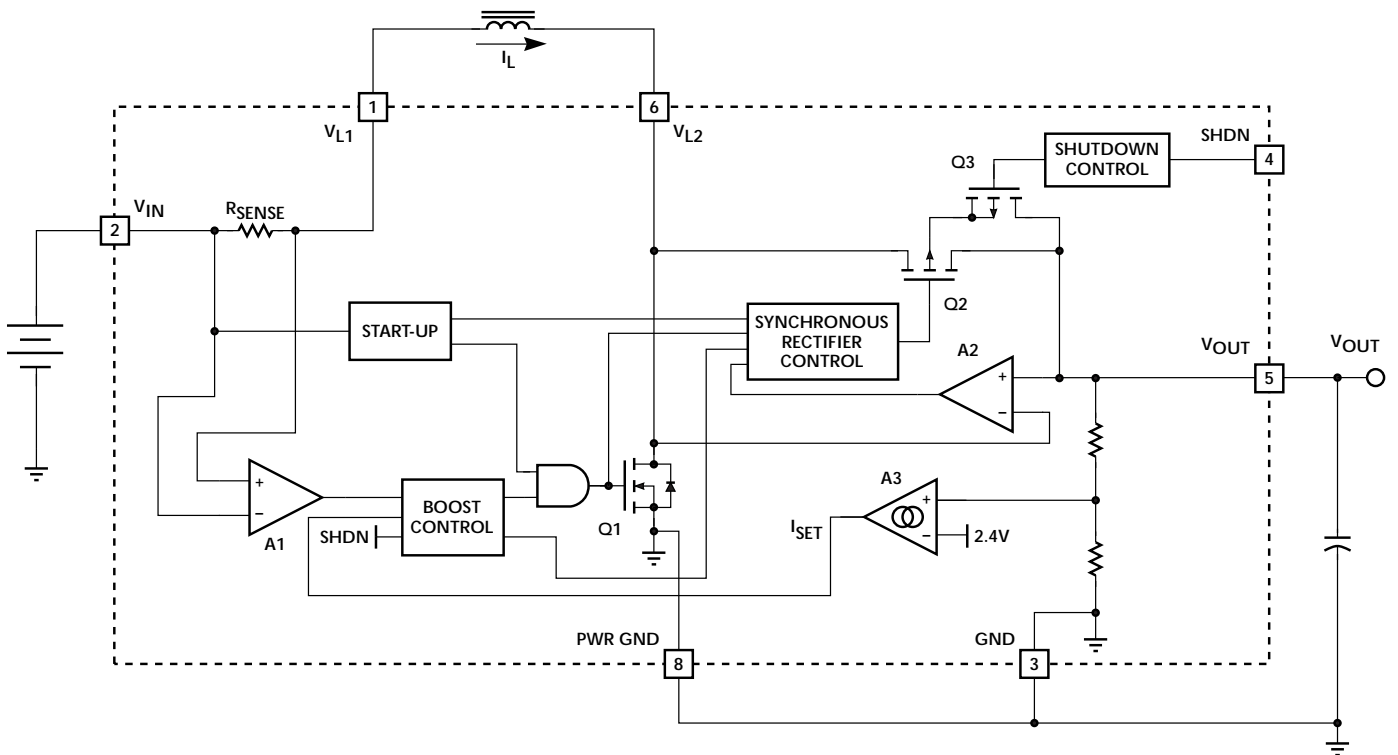 I_L
1
6
V_L1
V_L2
SHDN
Q3
SHUTDOWN
CONTROL
4
V_IN
R_SENSE
2
Q2
START-UP
SYNCHRONOUS
RECTIFIER
CONTROL
A2
V_OUT
V_OUT
+
−
5
A3
+
−
A1
BOOST
CONTROL
SHDN
Q1
I_SET
+
−
2.4V
PWR GND
GND
8
3